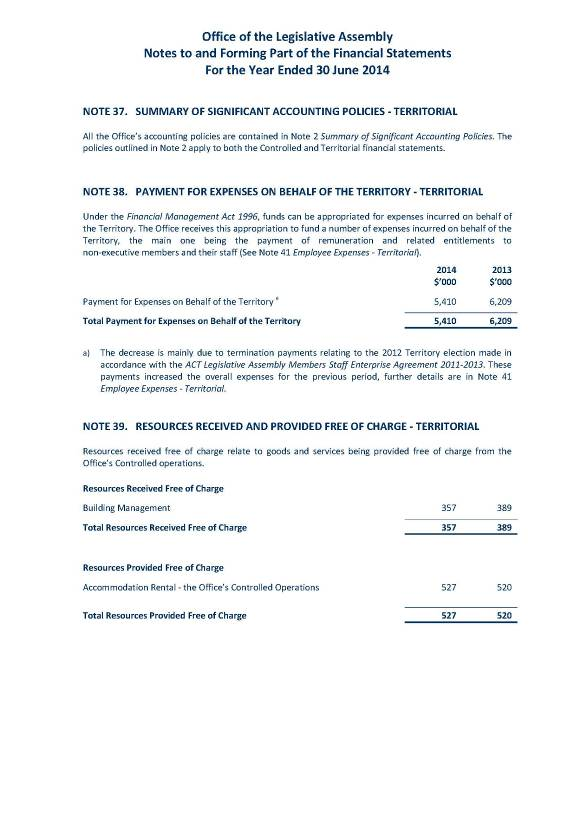 Office of the Legislative Assembly
Notes to and Forming Part of the Financial Statements
For the Year Ended 30 June 2014
NOTE 37. SUMMARY OF SIGNIFICANT ACCOUNTING POLICIES - TERRITORIAL
All the Office's accounting policies are contained in Note 2 Summary of Significant Accounting Policies. The
policies outlined in Note 2 apply to both the Controlled and Territorial financial statements.
NOTE 38. PAYMENT FOR EXPENSES ON BEHALF OF THE TERRITORY - TERRITORIAL
Under the Financial Management Act 1996, funds can be appropriated for expenses incurred on behalf of
the Territory. The Office receives this appropriation to fund a number of expenses incurred on behalf of the
Territory, the main one being the payment of remuneration and related entitlements to
non-executive members and their staff (See Note 41 Employee Expenses - Territorial).
2014 2013
$'000 $'000
Payment for Expenses on Behalf of the Territory a 5,410 6,209
Total Payment for Expenses on Behalf of the Territory 5,410 6,209
a) The decrease is mainly due to termination payments relating to the 2012 Territory election made in
accordance with the ACT Legislative Assembly Members Staff Enterprise Agreement 2011-2013. These
payments increased the overall expenses for the previous period, further details are in Note 41
Employee Expenses - Territorial.
NOTE 39. RESOURCES RECEIVED AND PROVIDED FREE OF CHARGE - TERRITORIAL
Resources received free of charge relate to goods and services being provided free of charge from the
Office's Controlled operations.
Resources Received Free of Charge
Building Management 357 389
Total Resources Received Free of Charge 357 389
Resources Provided Free of Charge
Accommodation Rental - the Office's Controlled Operations 527 520
Total Resources Provided Free of Charge 527 520